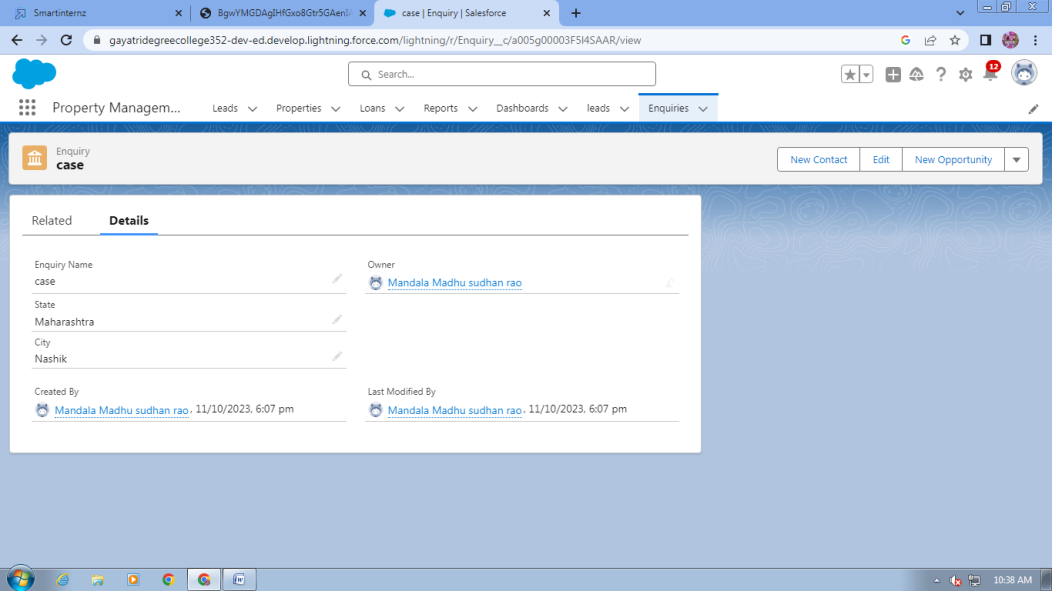 Smartinternz
BgwYMGDAgIHfGxo8Gtr5GAenI
case | Enquiry | Salesforce
gayatridegreecollege352-dev-ed.develop.lightning.force.com/lightning/r/Enquiry__c/a005g00003F5I4SAAR/view
Search...
12
Property Managem... Leads Properties Loans Reports Dashboards leads Enquiries
Enquiry
case
New Contact Edit New Opportunity
Related Details
Enquiry Name Owner
case Mandala Madhu sudhan rao
State
Maharashtra
City
Nashik
Created By Last Modified By
Mandala Madhu sudhan rao, 11/10/2023, 6:07 pm Mandala Madhu sudhan rao, 11/10/2023, 6:07 pm
10:38 AM